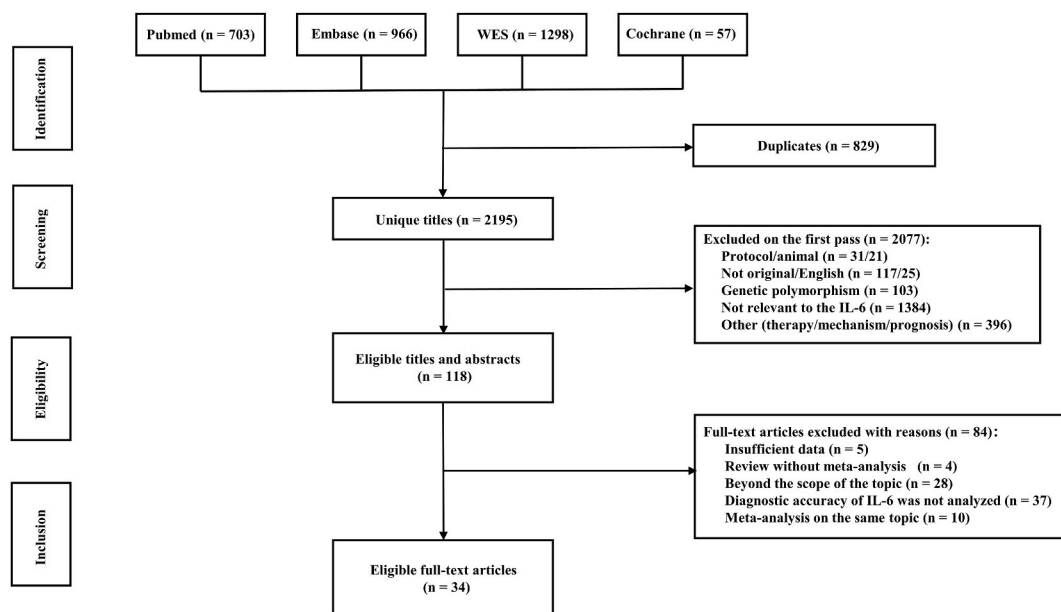 Pubmed (n = 703)
Embase (n = 966)
WES (n = 1298)
Cochrane (n = 57)
Identification
Duplicates (n = 829)
Screening
Unique titles (n = 2195)
Excluded on the first pass (n = 2077):
Protocol/animal (n = 31/21)
Not original/English (n = 117/25)
Genetic polymorphism (n = 103)
Not relevant to the IL-6 (n = 1384)
Other (therapy/mechanism/prognosis) (n = 396)
Eligibility
Eligible titles and abstracts
(n = 118)
Full-text articles excluded with reasons (n = 84):
Insufficient data (n = 5)
Review without meta-analysis (n = 4)
Beyond the scope of the topic (n = 28)
Diagnostic accuracy of IL-6 was not analyzed (n = 37)
Meta-analysis on the same topic (n = 10)
Inclusion
Eligible full-text articles
(n = 34)